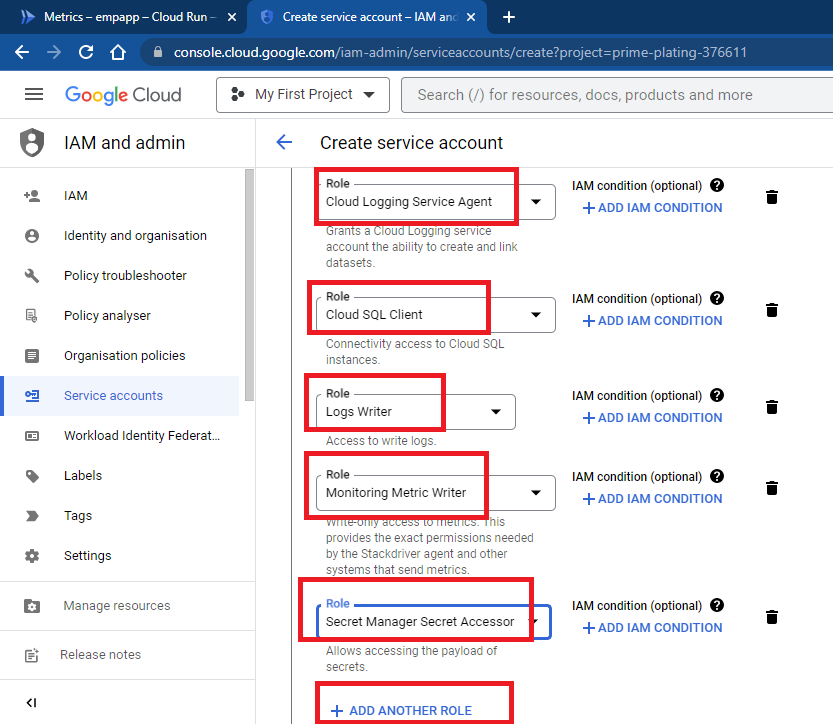 Metrics – empapp – Cloud Run –
Create service account – IAM and
console.cloud.google.com/iam-admin/serviceaccounts/create?project=prime-plating-376611
Google Cloud
My First Project
Search (/) for resources, docs, products and more
IAM and admin
Create service account
IAM
Identity and organisation
Policy troubleshooter
Policy analyser
Organisation policies
Service accounts
Workload Identity Federat...
Labels
Tags
Settings
Manage resources
Release notes
Role
Cloud Logging Service Agent
IAM condition (optional)
ADD IAM CONDITION
Grants a Cloud Logging service
account the ability to create and link
datasets.
Role
Cloud SQL Client
IAM condition (optional)
ADD IAM CONDITION
Connectivity access to Cloud SQL
instances.
Role
Logs Writer
IAM condition (optional)
ADD IAM CONDITION
Access to write logs.
Role
Monitoring Metric Writer
IAM condition (optional)
ADD IAM CONDITION
Write-only access to metrics. This
provides the exact permissions needed
by the Stackdriver agent and other
systems that send metrics.
Role
Secret Manager Secret Accessor
IAM condition (optional)
ADD IAM CONDITION
Allows accessing the payload of
secrets.
ADD ANOTHER ROLE